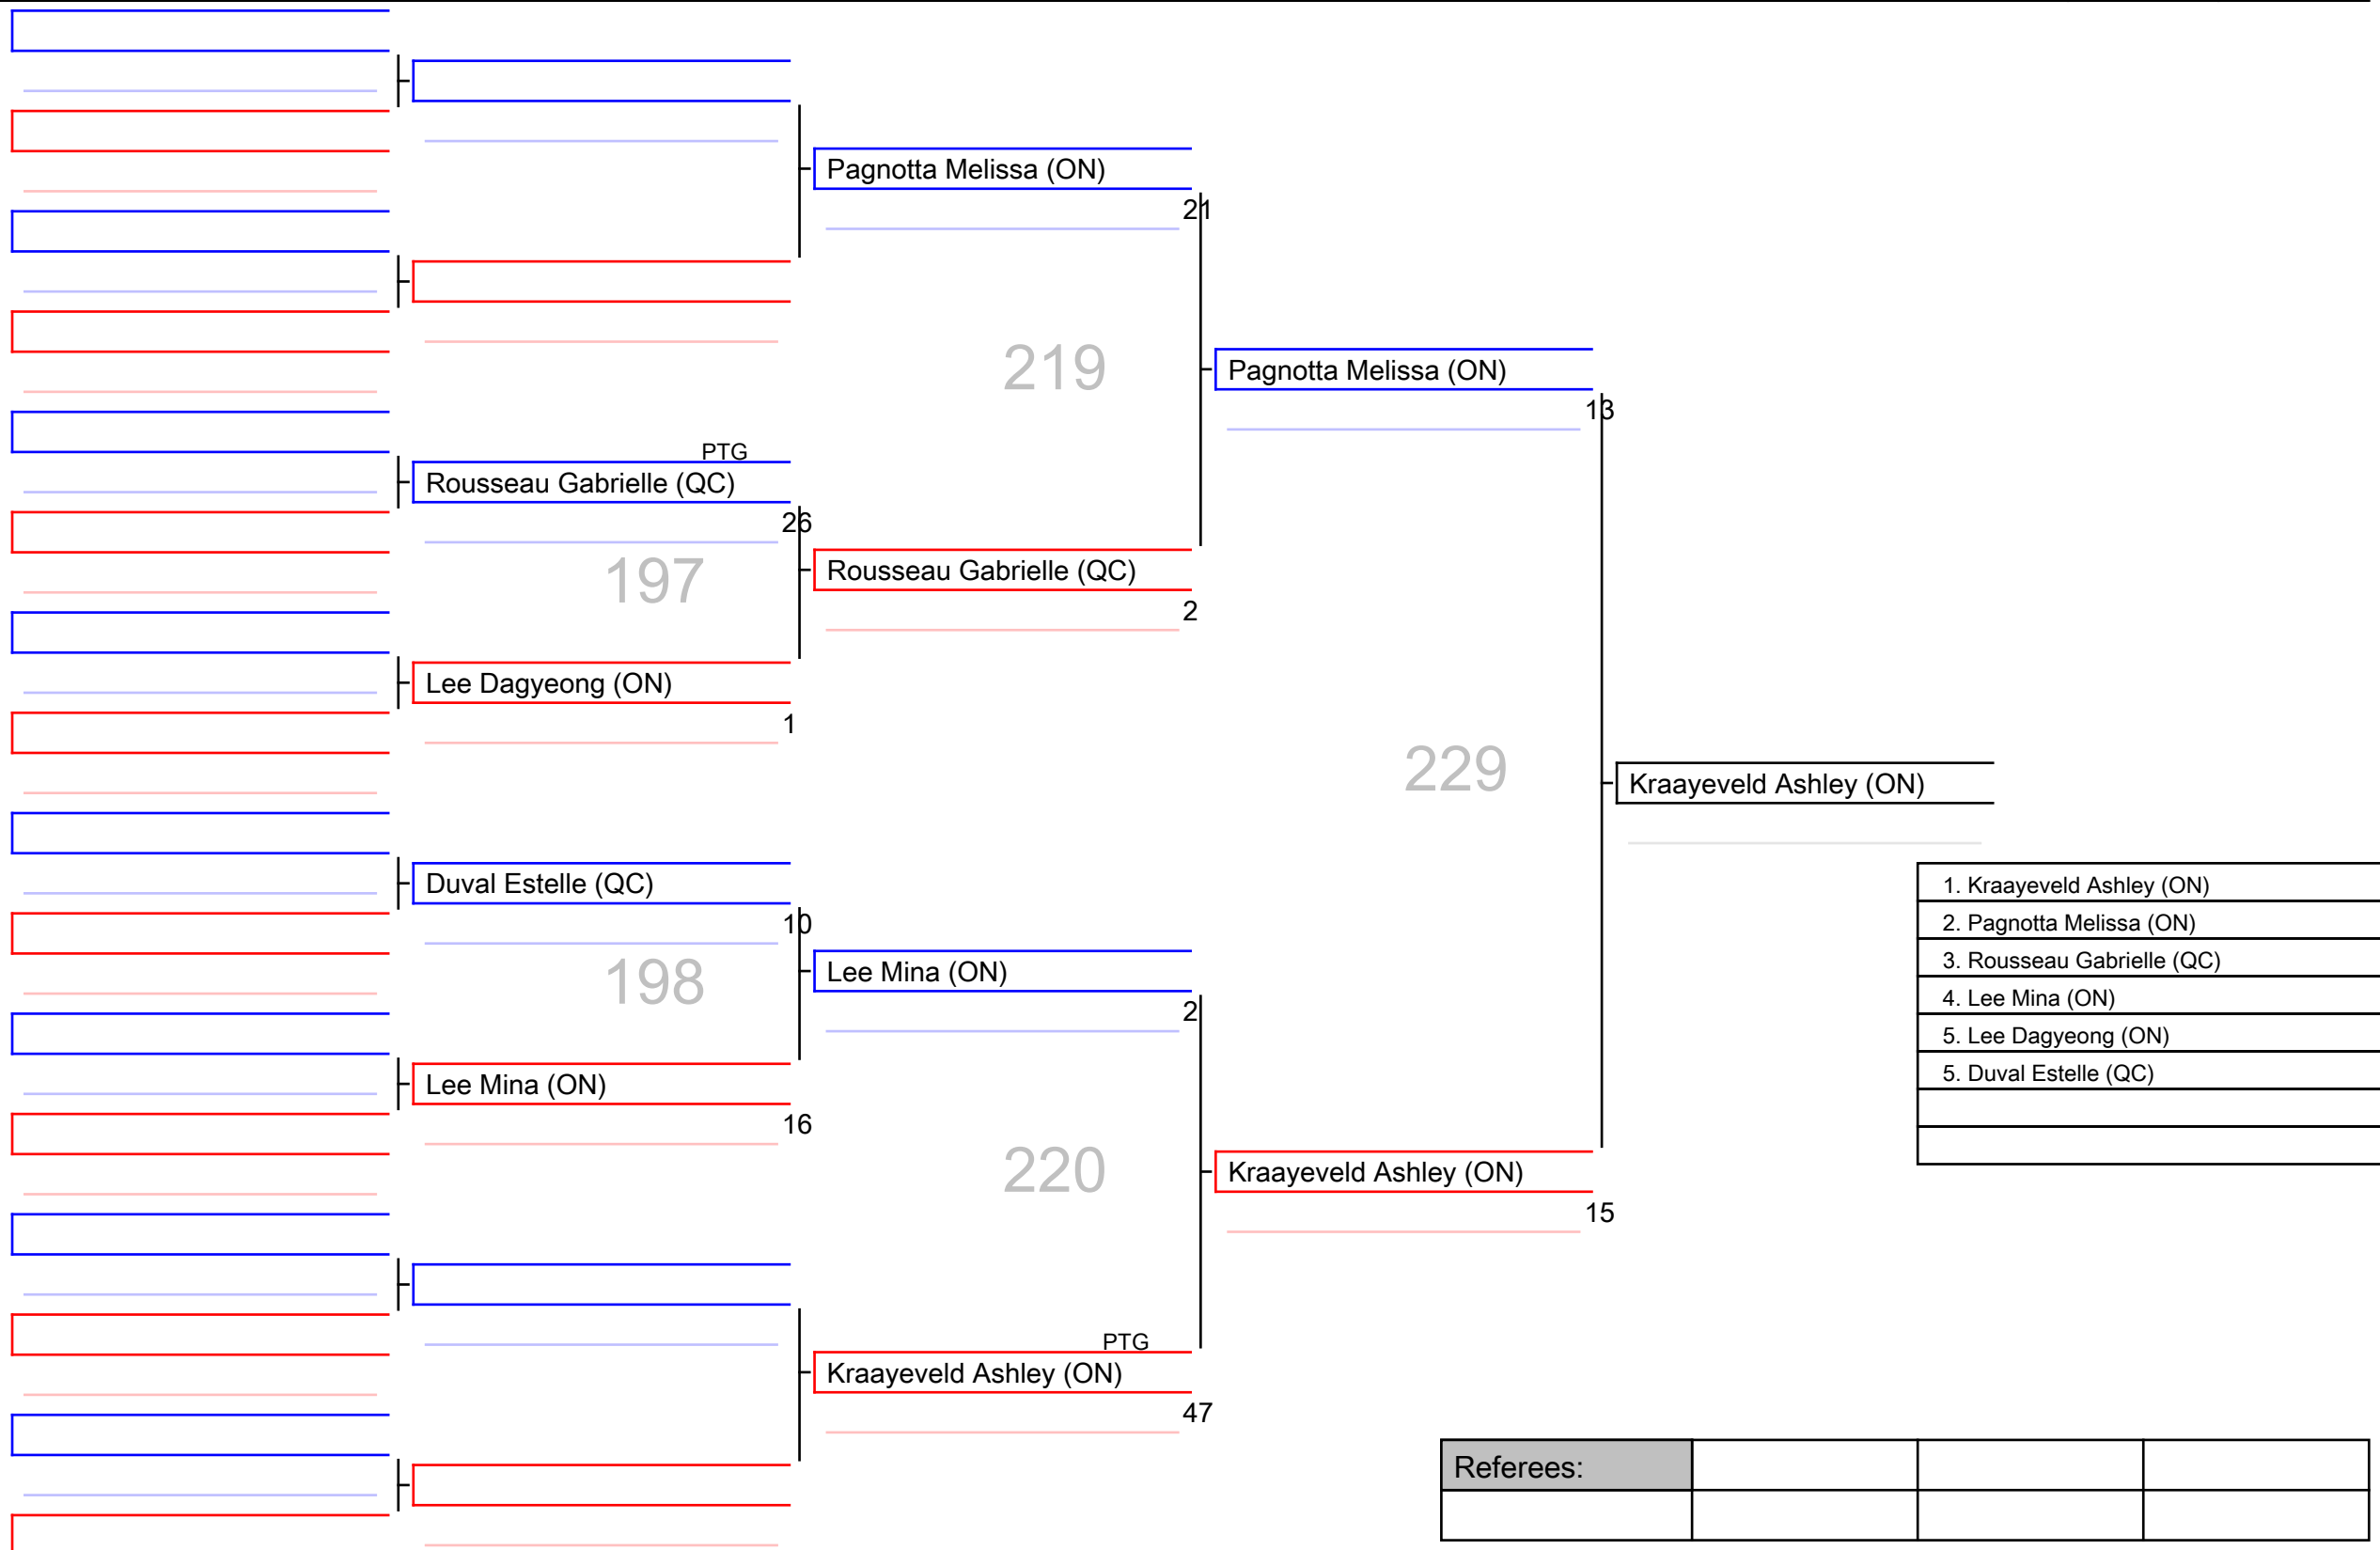 Pagnotta Melissa (ON)
21
219
Pagnotta Melissa (ON)
13
PTG
Rousseau Gabrielle (QC)
26
197
Rousseau Gabrielle (QC)
2
Lee Dagyeong (ON)
1
229
Kraayeveld Ashley (ON)
Duval Estelle (QC)
10
198
Lee Mina (ON)
2
Lee Mina (ON)
16
220
Kraayeveld Ashley (ON)
15
PTG
Kraayeveld Ashley (ON)
47
1. Kraayeveld Ashley (ON)
2. Pagnotta Melissa (ON)
3. Rousseau Gabrielle (QC)
4. Lee Mina (ON)
5. Lee Dagyeong (ON)
5. Duval Estelle (QC)
Referees: